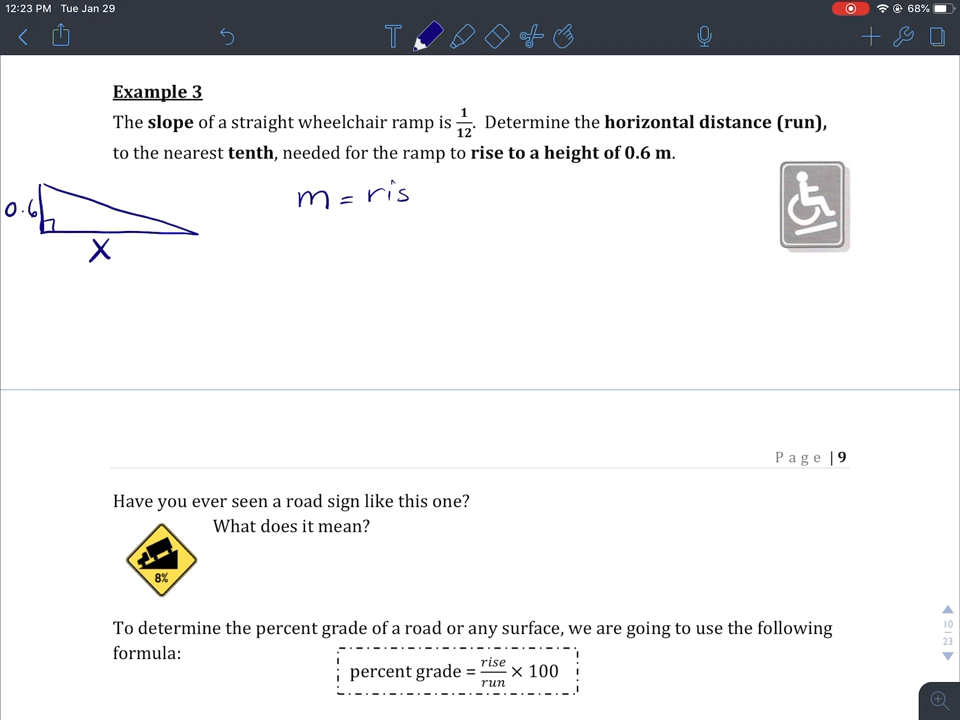 12:23 PM Tue Jan 29
68%
T
Example 3
The slope of a straight wheelchair ramp is 1/12. Determine the horizontal distance (run),
to the nearest tenth, needed for the ramp to rise to a height of 0.6 m.
m = ris
0.6
X
Page | 9
Have you ever seen a road sign like this one?
What does it mean?
8%
To determine the percent grade of a road or any surface, we are going to use the following
formula:
percent grade = rise/run × 100
10
23